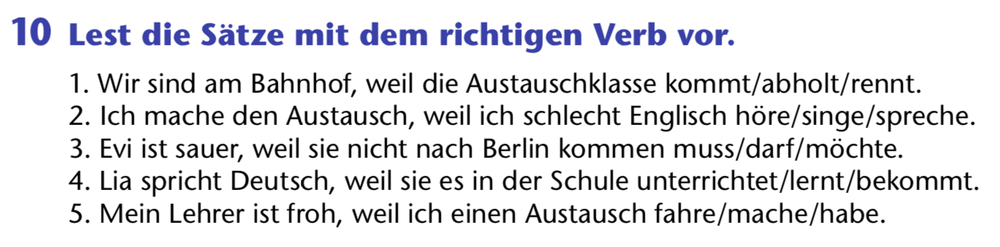 10 Lest die Sätze mit dem richtigen Verb vor.
1. Wir sind am Bahnhof, weil die Austauschklasse kommt/abholt/rennt.
2. Ich mache den Austausch, weil ich schlecht Englisch höre/singe/spreche.
3. Evi ist sauer, weil sie nicht nach Berlin kommen muss/darf/möchte.
4. Lia spricht Deutsch, weil sie es in der Schule unterrichtet/lernt/bekommt.
5. Mein Lehrer ist froh, weil ich einen Austausch fahre/mache/habe.